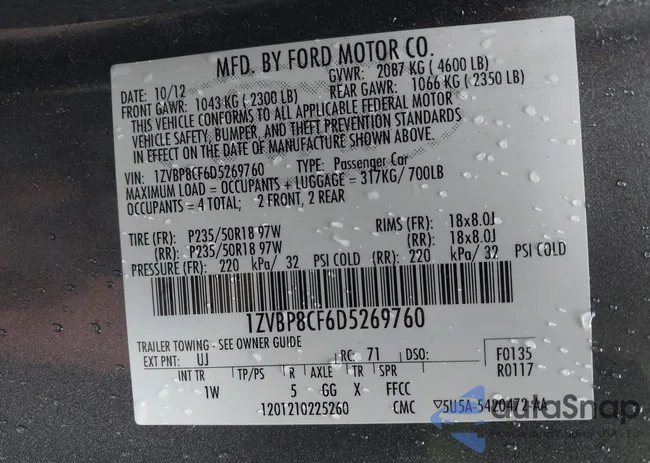 MFD. BY FORD MOTOR CO.
DATE: 10/12 GVWR: 2087 KG ( 4600 LB)
FRONT GAWR: 1043 KG ( 2300 LB) REAR GAWR: 1066 KG ( 2350 LB)
THIS VEHICLE CONFORMS TO ALL APPLICABLE FEDERAL MOTOR
VEHICLE SAFETY, BUMPER, AND THEFT PREVENTION STANDARDS
IN EFFECT ON THE DATE OF MANUFACTURE SHOWN ABOVE.
VIN: 1ZVBP8CF6D5269760 TYPE: Passenger Car
MAXIMUM LOAD = OCCUPANTS + LUGGAGE = 317KG/ 700LB
OCCUPANTS = 4 TOTAL; 2 FRONT, 2 REAR
TIRE (FR): P235/50R18 97W RIMS (FR): 18x8.0J
(RR): P235/50R18 97W (RR): 18x8.0J
PRESSURE (FR): 220 kPa/ 32 PSI COLD (RR): 220 kPa/ 32 PSI COLD
1ZVBP8CF6D5269760
TRAILER TOWING - SEE OWNER GUIDE
EXT PNT: UJ RC: 71 DSO: F0135
R0117
INT TR TP/PS R AXLE TR SPR
1W 5 GG X FFCC
1201210225260 CMC ▽5U5A-5420472-AA
autoSnap